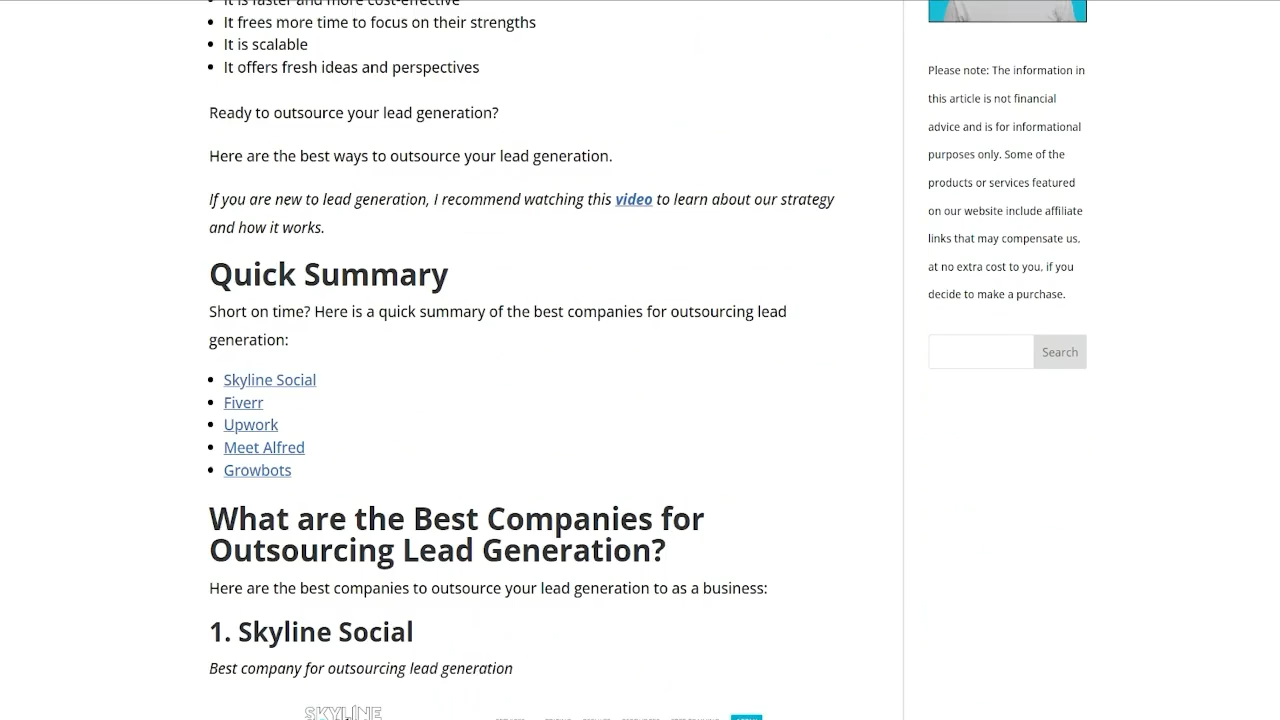 It is faster and more cost-effective
It frees more time to focus on their strengths
It is scalable
It offers fresh ideas and perspectives
Ready to outsource your lead generation?
Here are the best ways to outsource your lead generation.
If you are new to lead generation, I recommend watching this video to learn about our strategy
and how it works.
Quick Summary
Short on time? Here is a quick summary of the best companies for outsourcing lead
generation:
Skyline Social
Fiverr
Upwork
Meet Alfred
Growbots
What are the Best Companies for
Outsourcing Lead Generation?
Here are the best companies to outsource your lead generation to as a business:
1. Skyline Social
Best company for outsourcing lead generation
SKYLINE
Please note: The information in
this article is not financial
advice and is for informational
purposes only. Some of the
products or services featured
on our website include affiliate
links that may compensate us,
at no extra cost to you, if you
decide to make a purchase.
Search